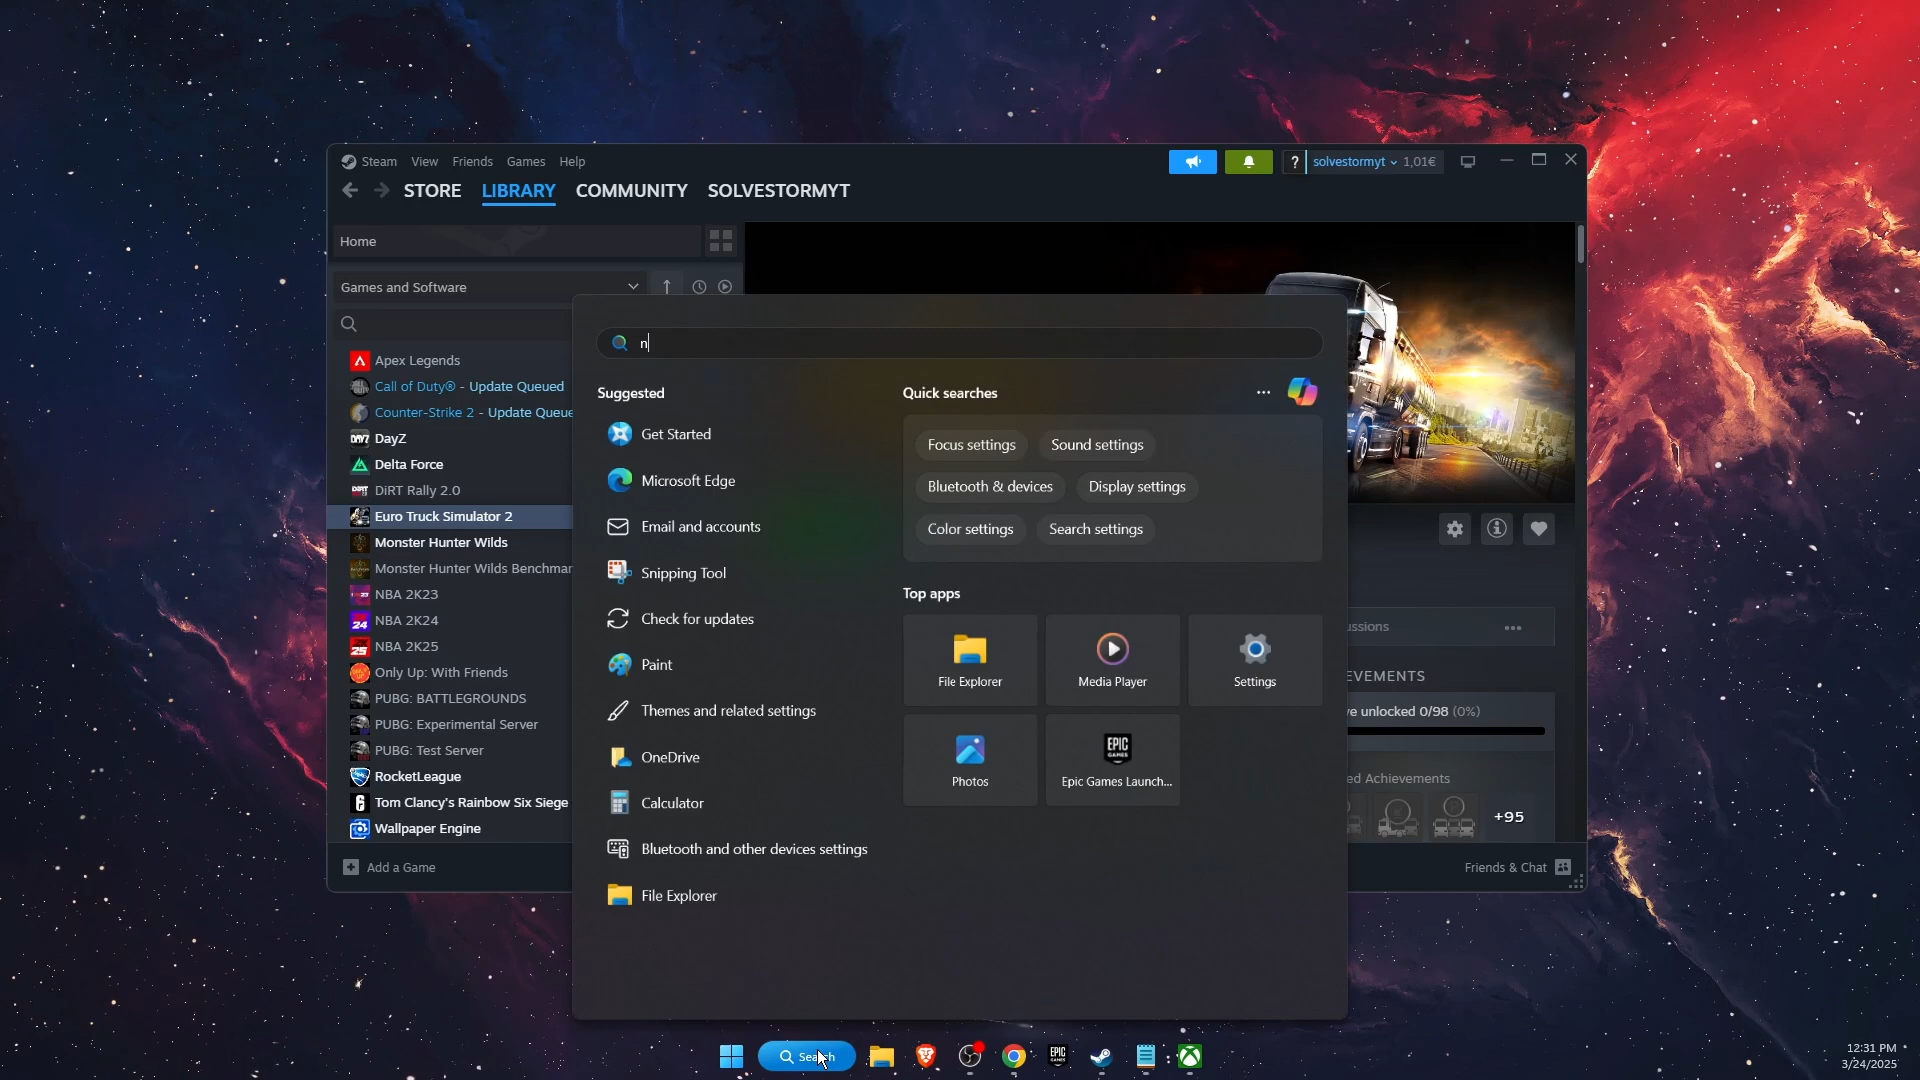 Steam View Friends Games Help
? solvestormyt 1,01€
STORE LIBRARY COMMUNITY SOLVESTORMYT
Home
Games and Software
n
Suggested
Get Started
Microsoft Edge
Email and accounts
Snipping Tool
Check for updates
Paint
Themes and related settings
OneDrive
Calculator
Bluetooth and other devices settings
File Explorer
Quick searches
Focus settings
Sound settings
Bluetooth & devices
Display settings
Color settings
Search settings
Top apps
File Explorer
Media Player
Settings
Photos
EPIC
GAMES
Epic Games Launch...
Apex Legends
Call of Duty® - Update Queued
Counter-Strike 2 - Update Queue
DayZ
Delta Force
DiRT Rally 2.0
Euro Truck Simulator 2
Monster Hunter Wilds
Monster Hunter Wilds Benchmar
NBA 2K23
24 NBA 2K24
25 NBA 2K25
Only Up: With Friends
PUBG: BATTLEGROUNDS
PUBG: Experimental Server
PUBG: Test Server
RocketLeague
6 Tom Clancy's Rainbow Six Siege
Wallpaper Engine
Add a Game
ussions
EVEMENTS
ve unlocked 0/98 (0%)
ed Achievements
+95
Friends & Chat
Search
EPIC
12:31 PM
3/24/2025